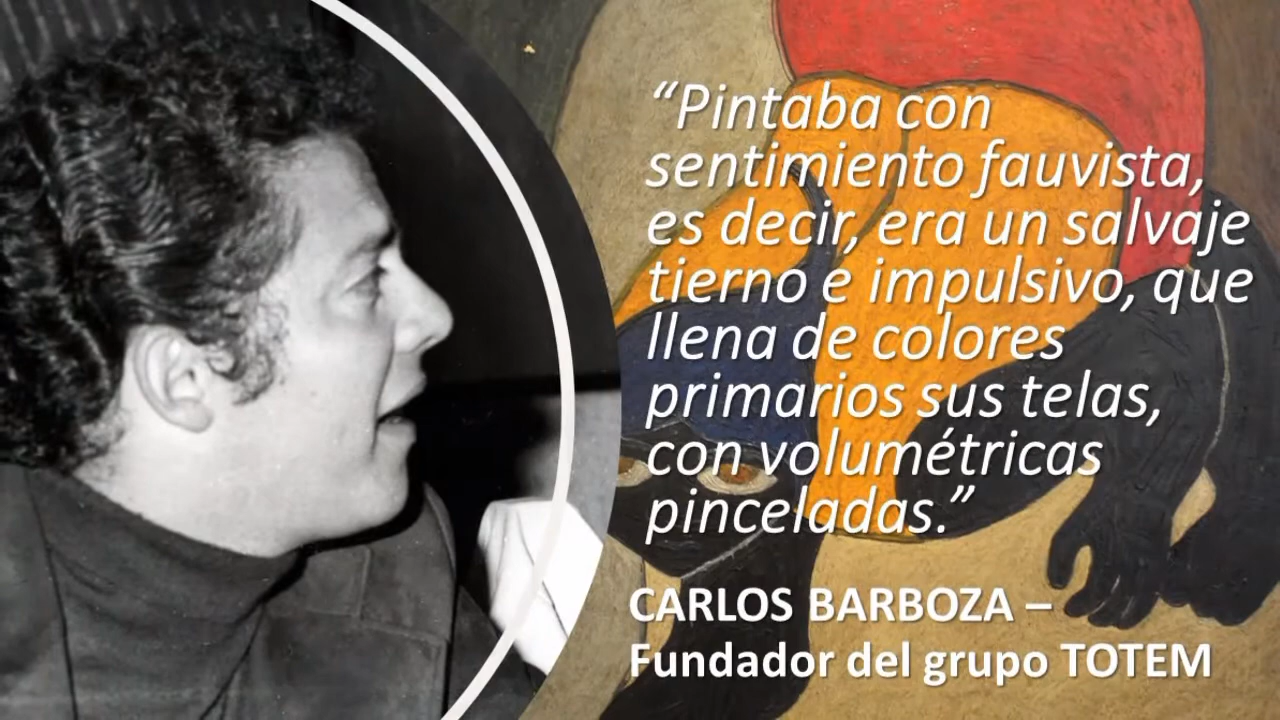 “Pintaba con
sentimiento fauvista,
es decir, era un salvaje
tierno e impulsivo, que
llena de colores
primarios sus telas,
con volumétricas
pinceladas.”
CARLOS BARBOZA –
Fundador del grupo TOTEM